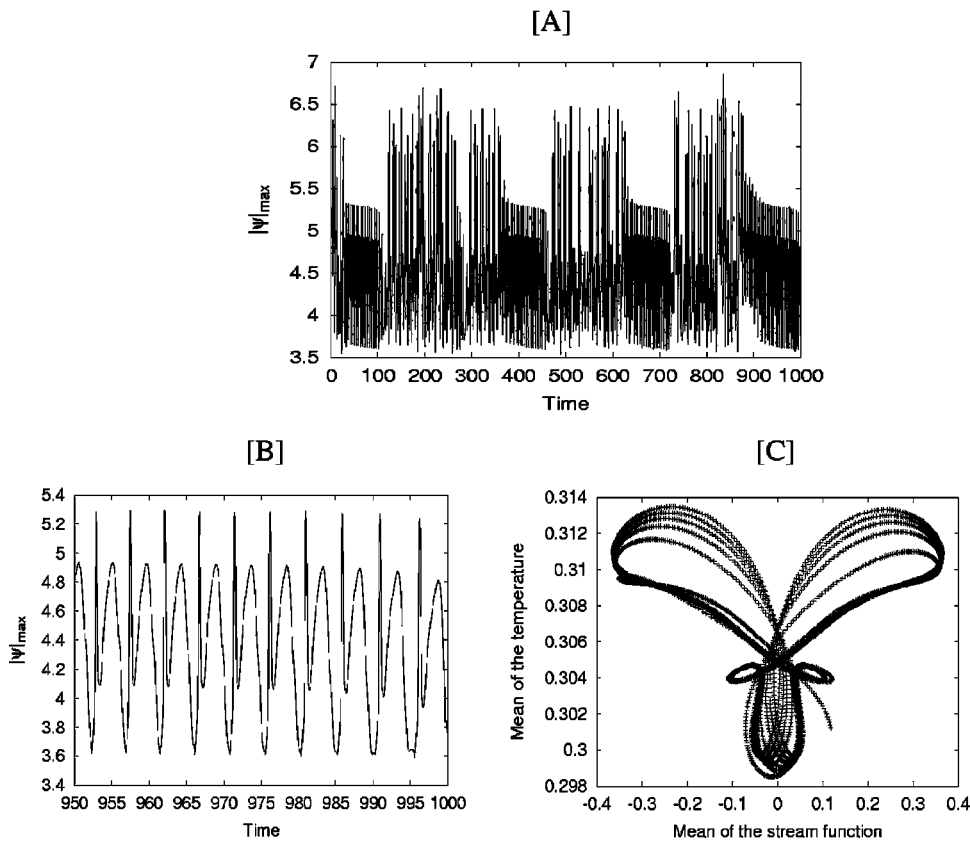 [A]
7
6.5
6
5.5
5
4.5
4
3.5
|ψ|max
0 100 200 300 400 500 600 700 800 900 1000
Time
[B]
5.4
5.2
5
4.8
4.6
4.4
4.2
4
3.8
3.6
3.4
|ψ|max
950 955 960 965 970 975 980 985 990 995 1000
Time
[C]
0.314
0.312
0.31
0.308
0.306
0.304
0.302
0.3
0.298
Mean of the temperature
-0.4 -0.3 -0.2 -0.1 0 0.1 0.2 0.3 0.4
Mean of the stream function